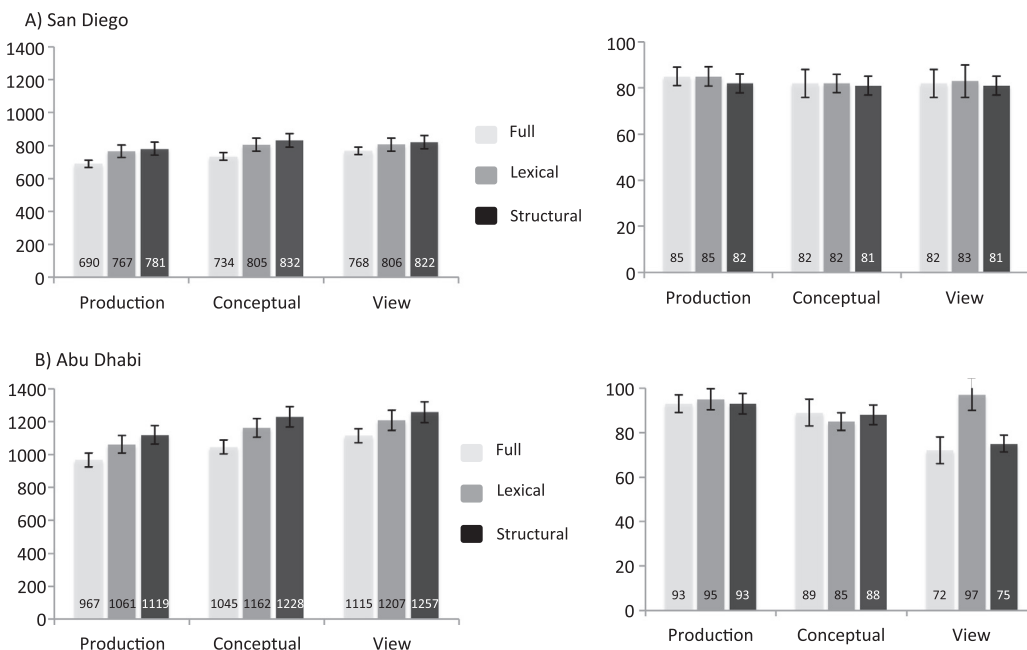 A) San Diego
1400
1200
1000
800
600
400
200
0
690 767 781 734 805 832 768 806 822
Production Conceptual View
Full
Lexical
Structural
100
80
60
40
20
0
85 85 82 82 82 81 82 83 81
Production Conceptual View
B) Abu Dhabi
1400
1200
1000
800
600
400
200
0
967 1061 1119 1045 1162 1228 1115 1207 1257
Production Conceptual View
Full
Lexical
Structural
100
80
60
40
20
0
93 95 93 89 85 88 72 97 75
Production Conceptual View